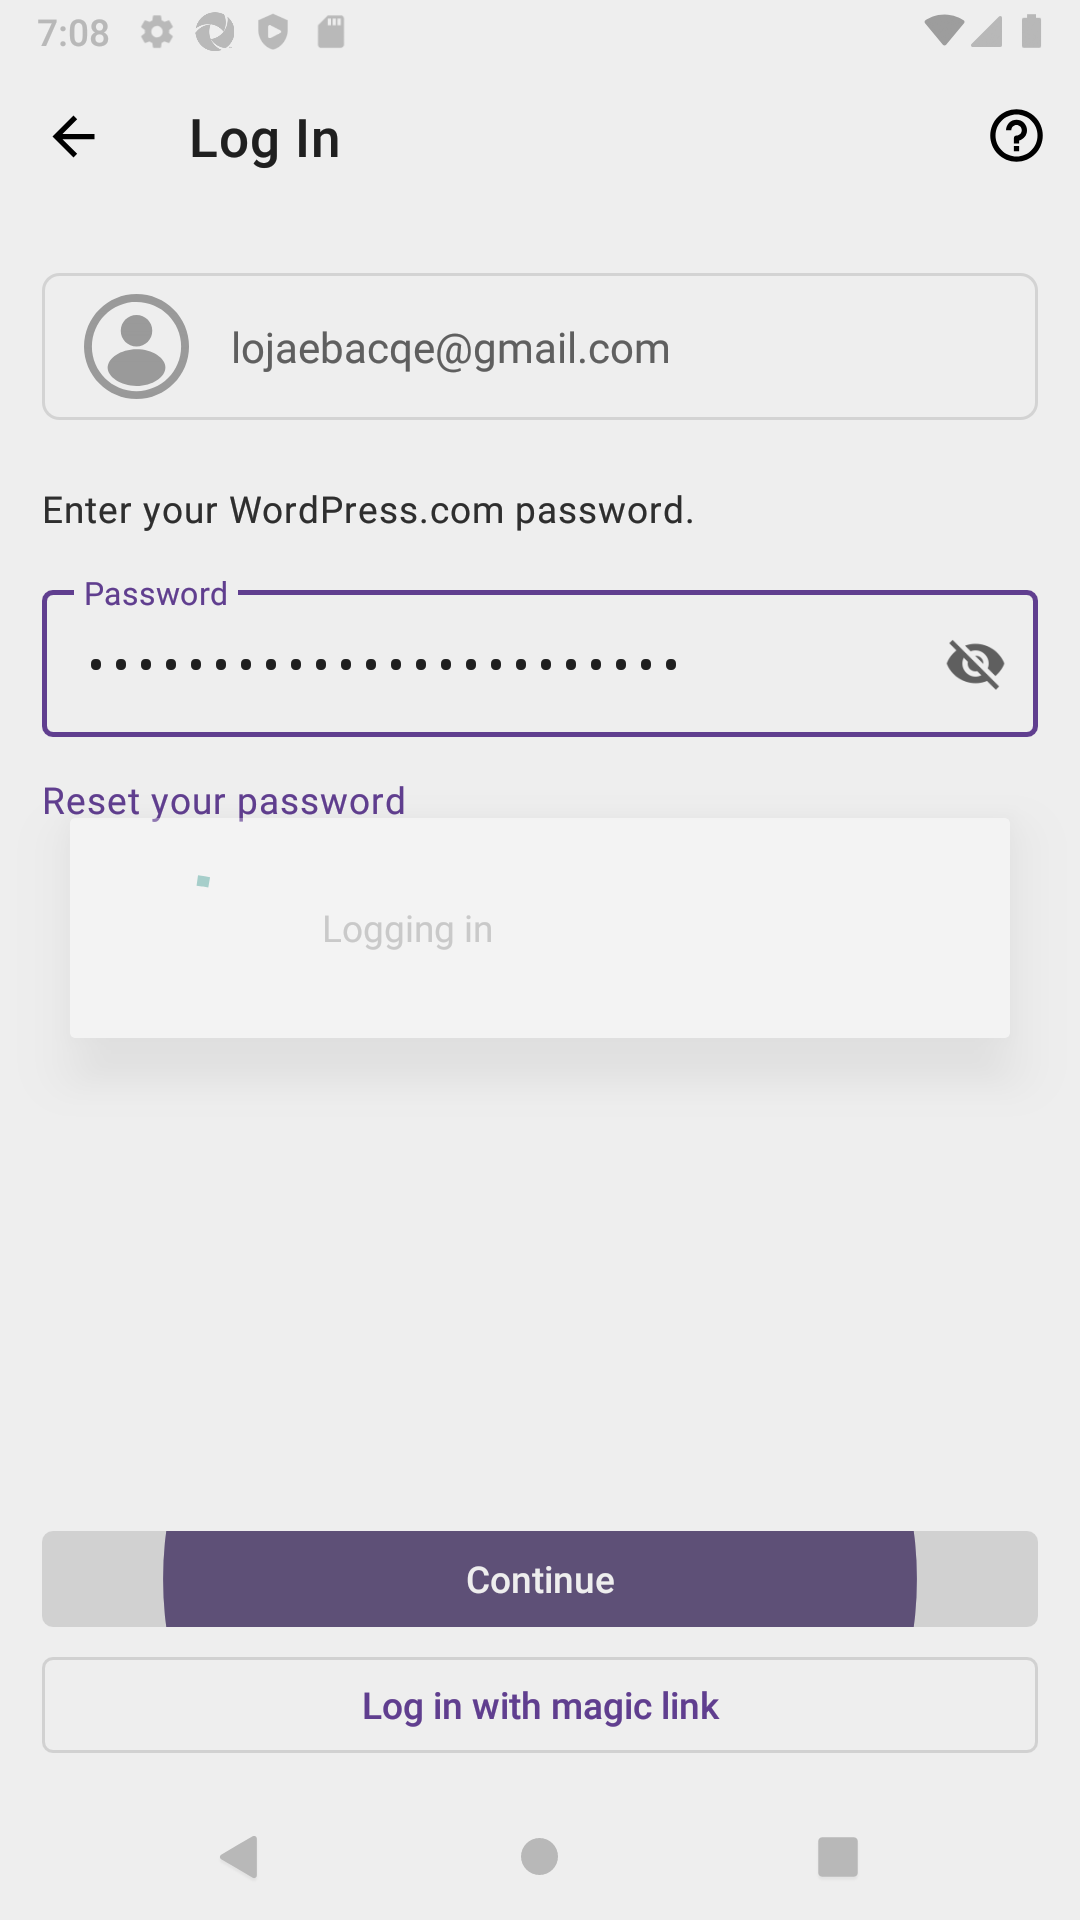 7:08
Log In
lojaebacqe@gmail.com
Enter your WordPress.com password.
Password
••••••••••••••••••••••••
Reset your password
Logging in
Continue
Log in with magic link